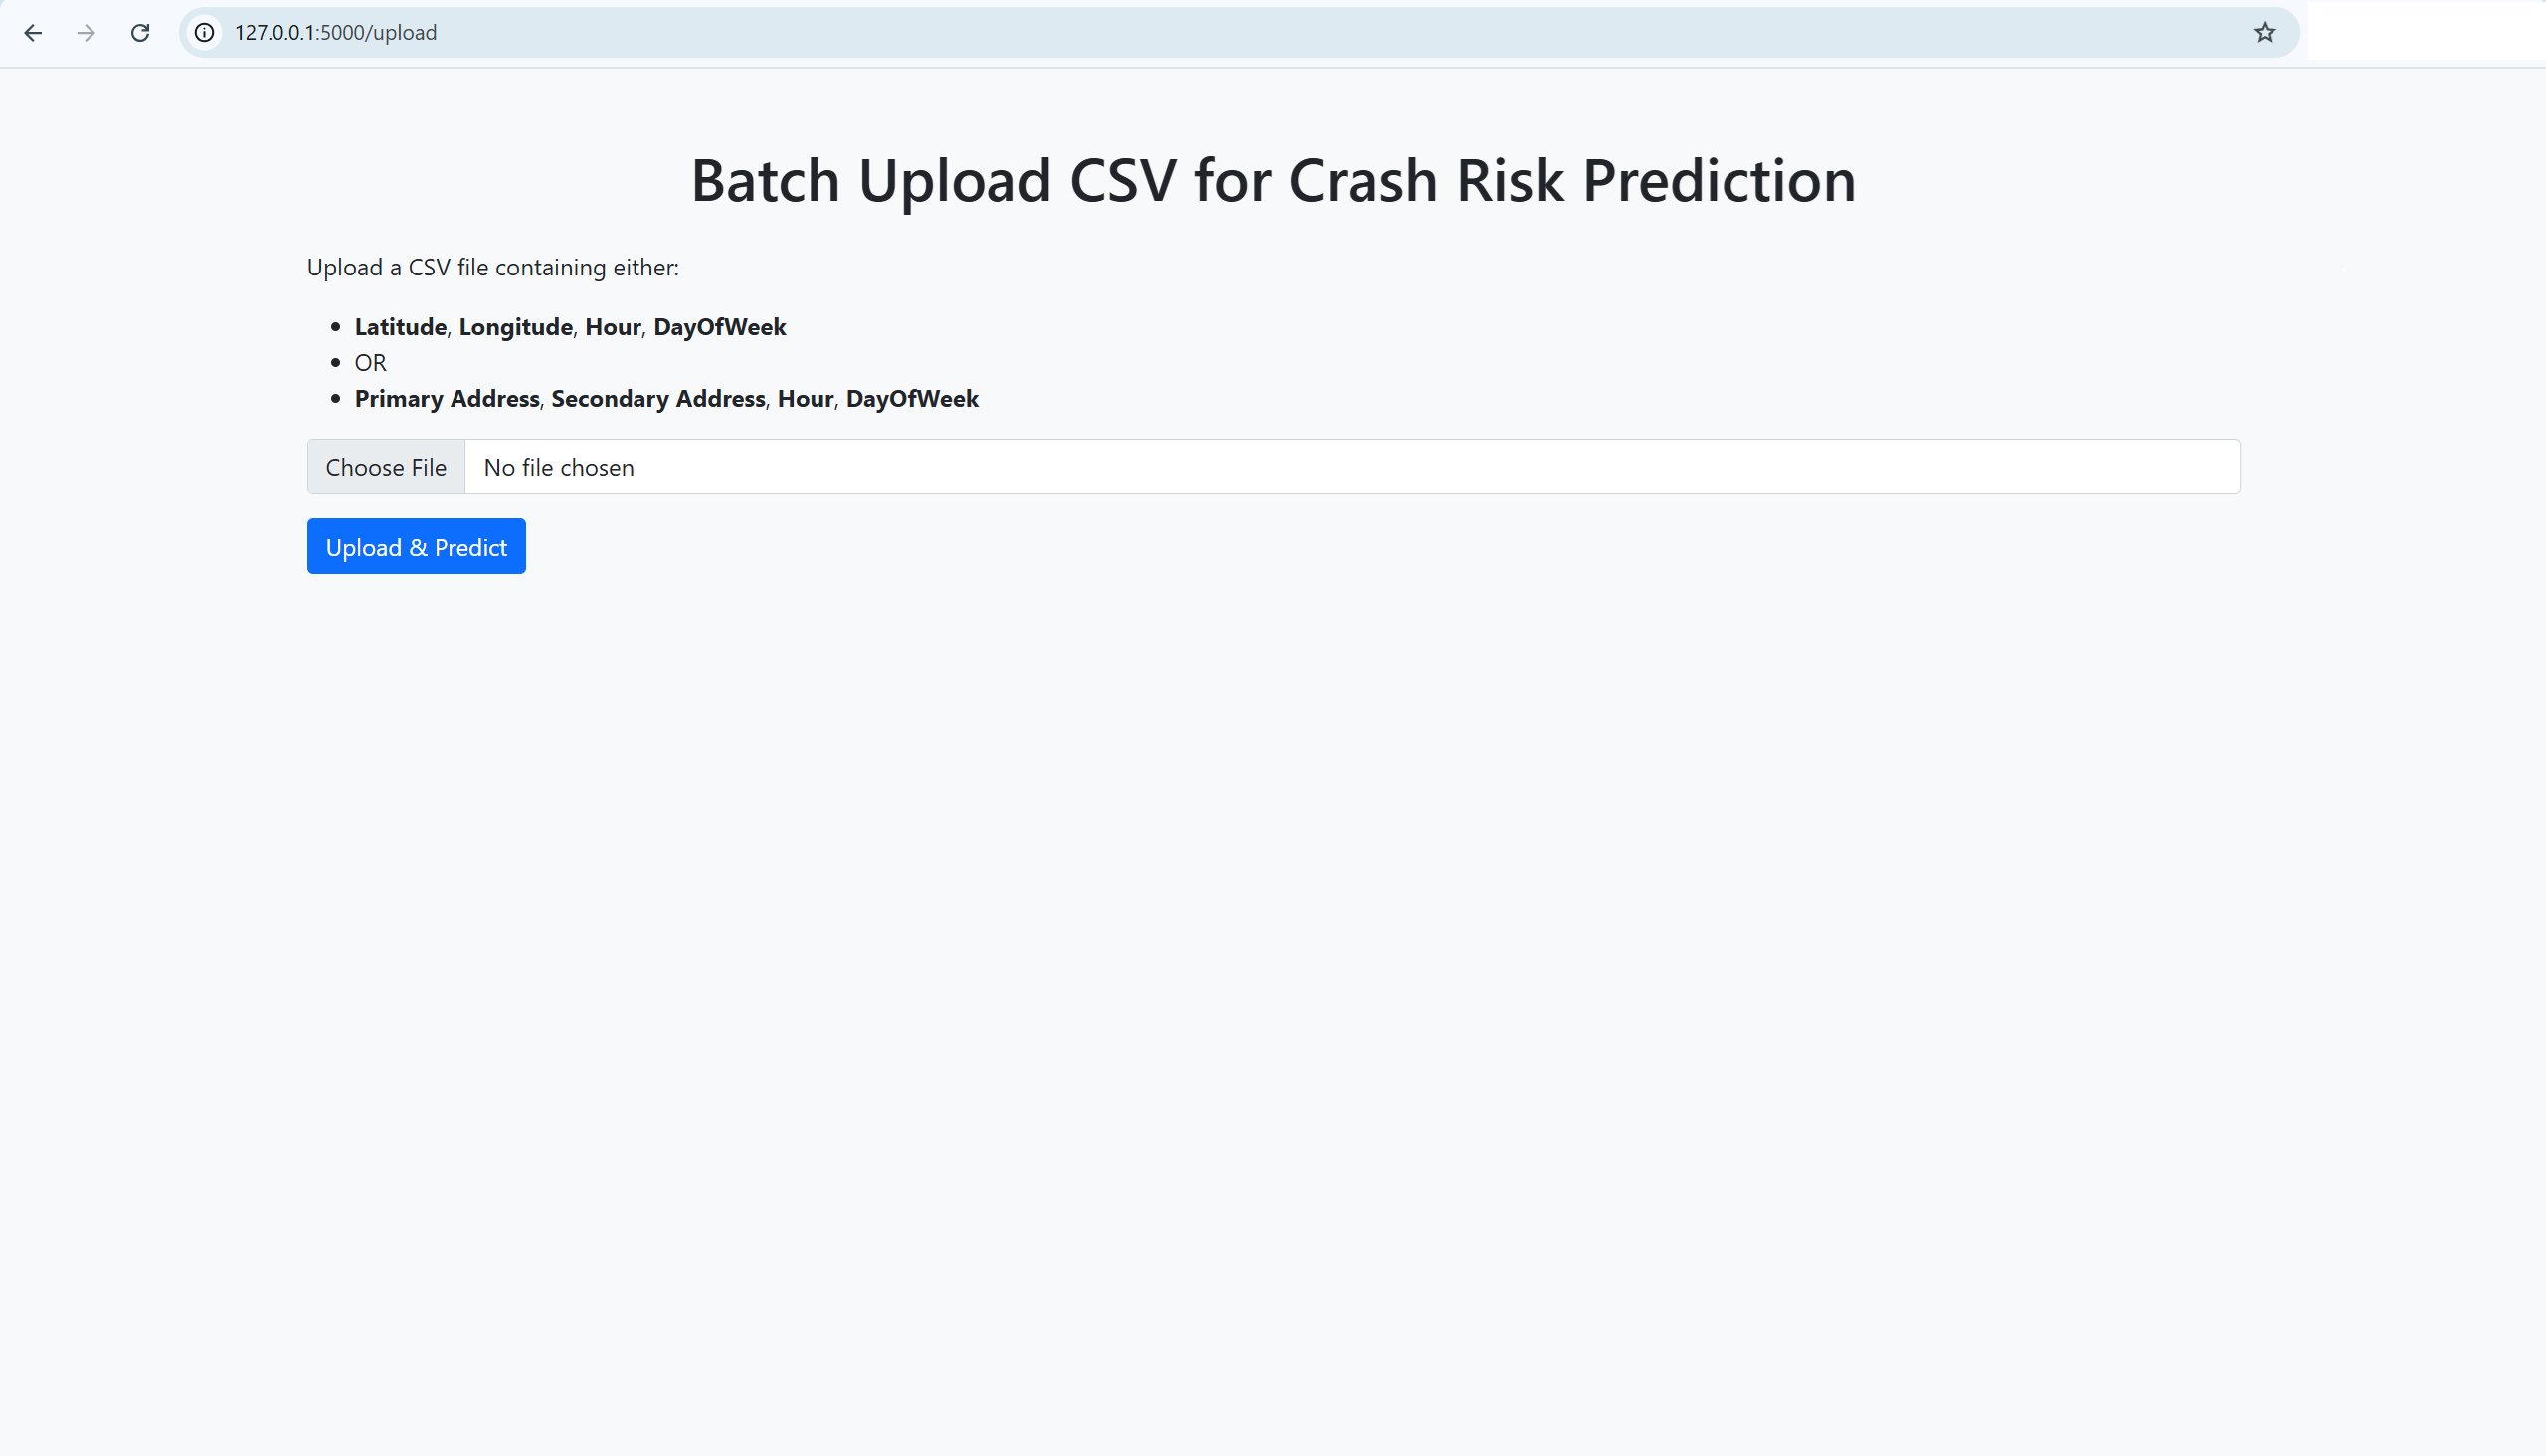 127.0.0.1:5000/upload
Batch Upload CSV for Crash Risk Prediction
Upload a CSV file containing either:
Latitude, Longitude, Hour, DayOfWeek
OR
Primary Address, Secondary Address, Hour, DayOfWeek
Choose File No file chosen
Upload & Predict